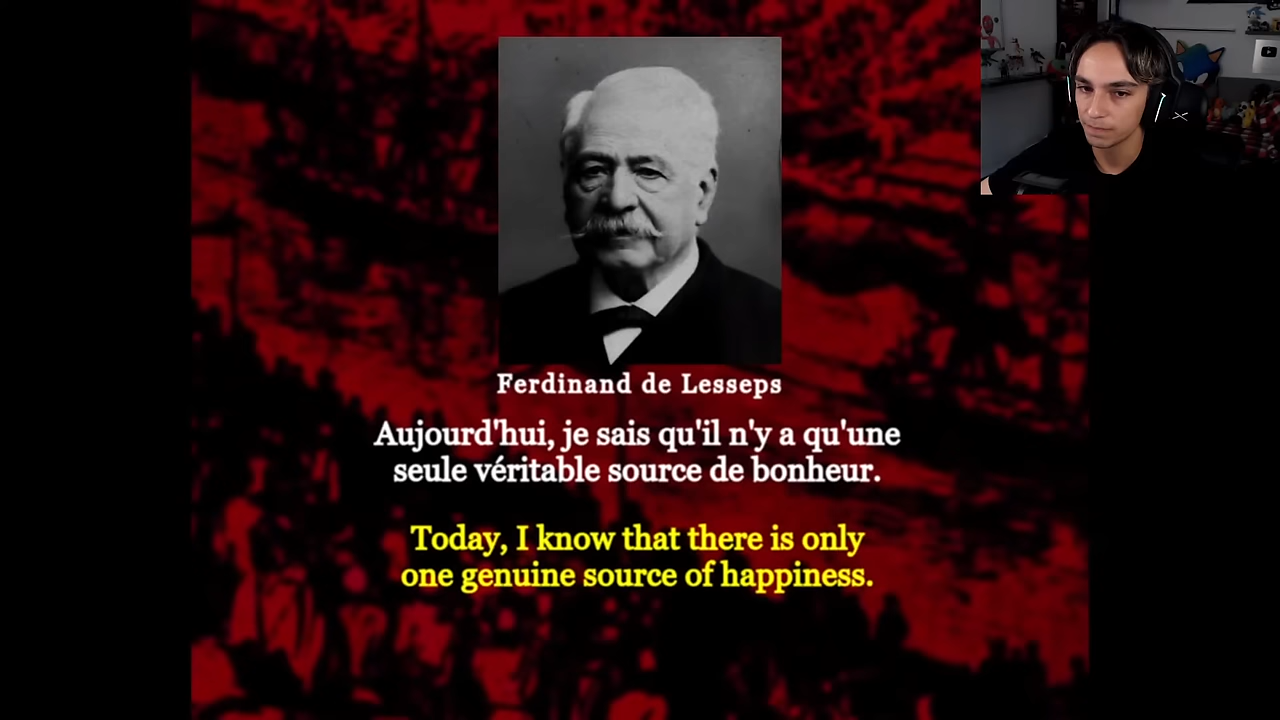 Ferdinand de Lesseps
Aujourd'hui, je sais qu'il n'y a qu'une
seule véritable source de bonheur.
Today, I know that there is only
one genuine source of happiness.